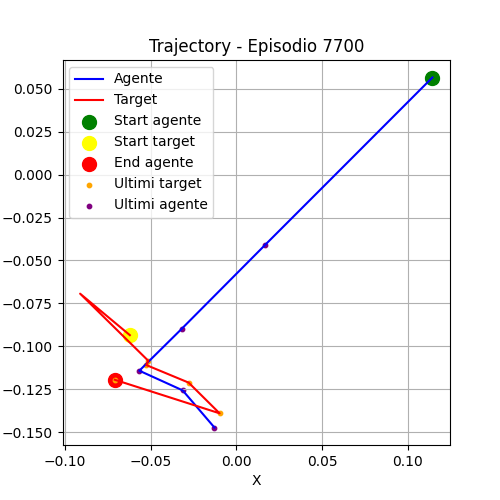 Trajectory - Episodio 7700
Agente
Target
Start agente
Start target
End agente
Ultimi target
Ultimi agente
0.050
0.025
0.000
−0.025
−0.050
−0.075
−0.100
−0.125
−0.150
−0.10 −0.05 0.00 0.05 0.10
X